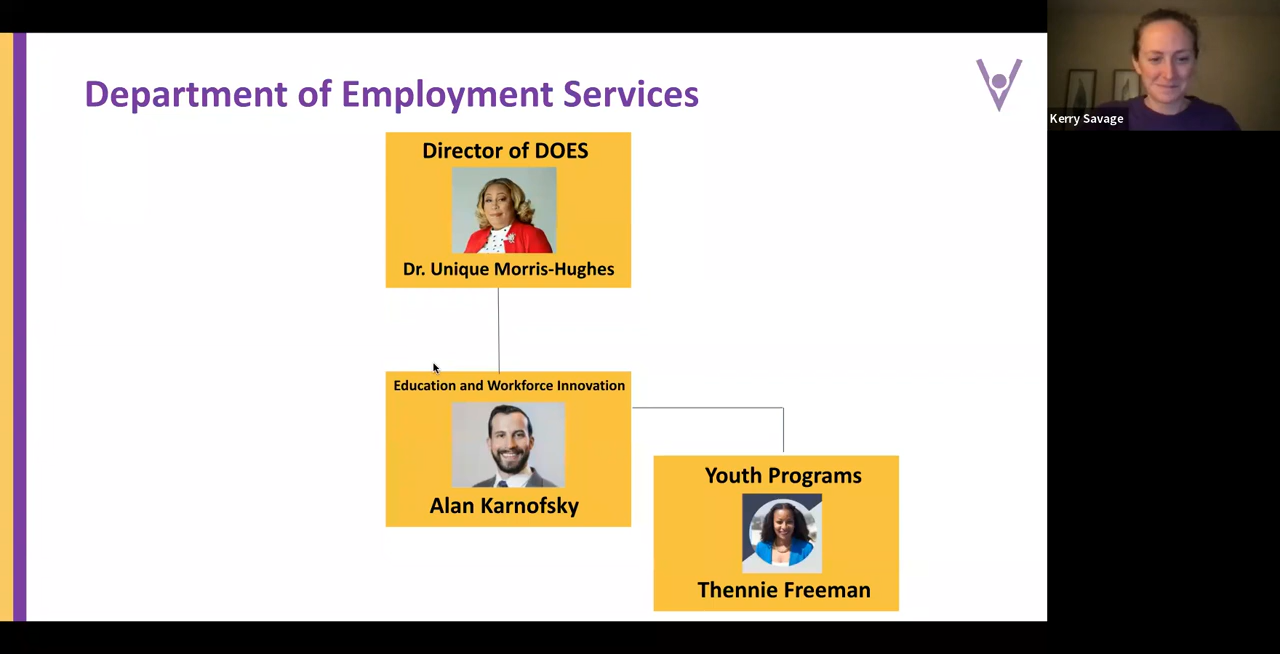 Department of Employment Services
Kerry Savage
Director of DOES
Dr. Unique Morris-Hughes
Education and Workforce Innovation
Alan Karnofsky
Youth Programs
Thennie Freeman